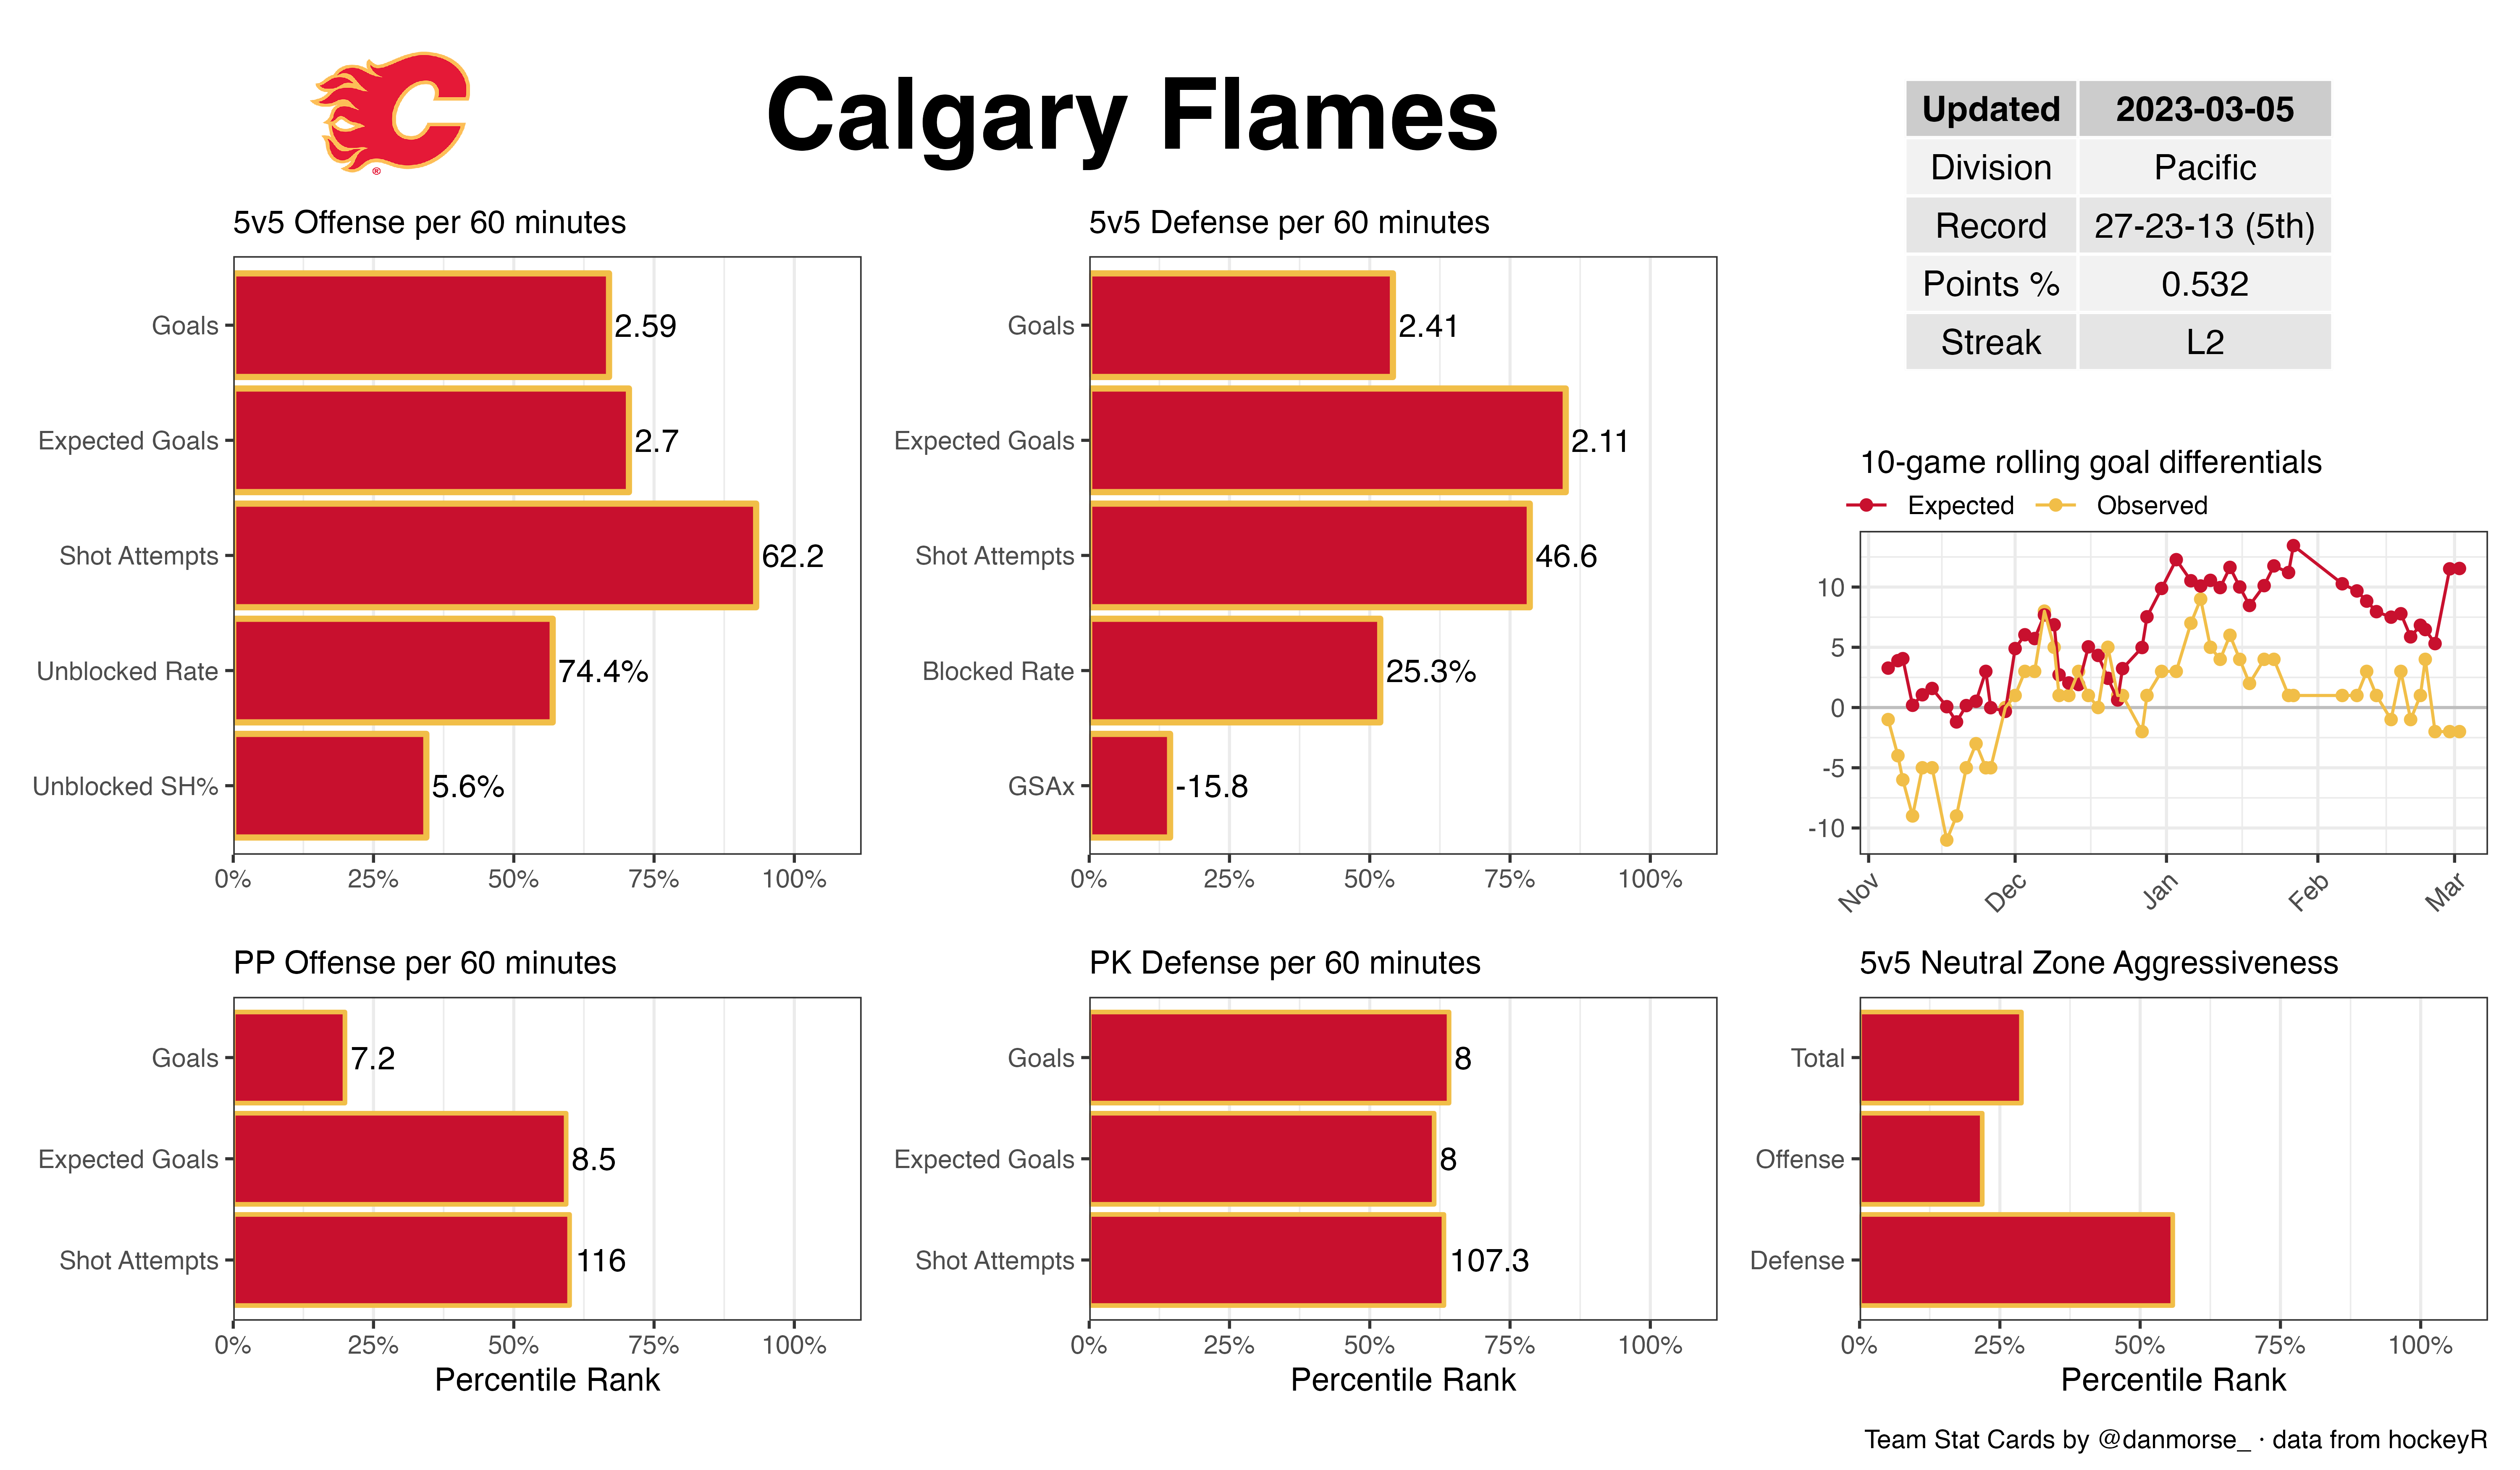 Calgary Flames
Updated 2023-03-05
Division Pacific
Record 27-23-13 (5th)
Points % 0.532
Streak L2
5v5 Offense per 60 minutes
Goals 2.59
Expected Goals 2.7
Shot Attempts 62.2
Unblocked Rate 74.4%
Unblocked SH% 5.6%
0% 25% 50% 75% 100%
5v5 Defense per 60 minutes
Goals 2.41
Expected Goals 2.11
Shot Attempts 46.6
Blocked Rate 25.3%
GSAx -15.8
0% 25% 50% 75% 100%
10-game rolling goal differentials
Expected Observed
10
5
0
-5
-10
Nov Dec Jan Feb Mar
PP Offense per 60 minutes
Goals 7.2
Expected Goals 8.5
Shot Attempts 116
0% 25% 50% 75% 100%
Percentile Rank
PK Defense per 60 minutes
Goals 8
Expected Goals 8
Shot Attempts 107.3
0% 25% 50% 75% 100%
Percentile Rank
5v5 Neutral Zone Aggressiveness
Total
Offense
Defense
0% 25% 50% 75% 100%
Percentile Rank
Team Stat Cards by @danmorse_ · data from hockeyR